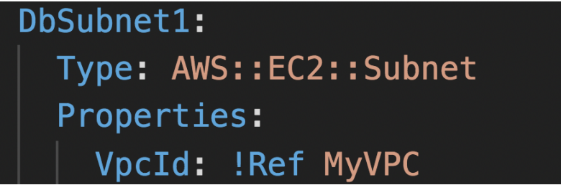 DbSubnet1:
Type: AWS::EC2::Subnet
Properties:
VpcId: !Ref MyVPC